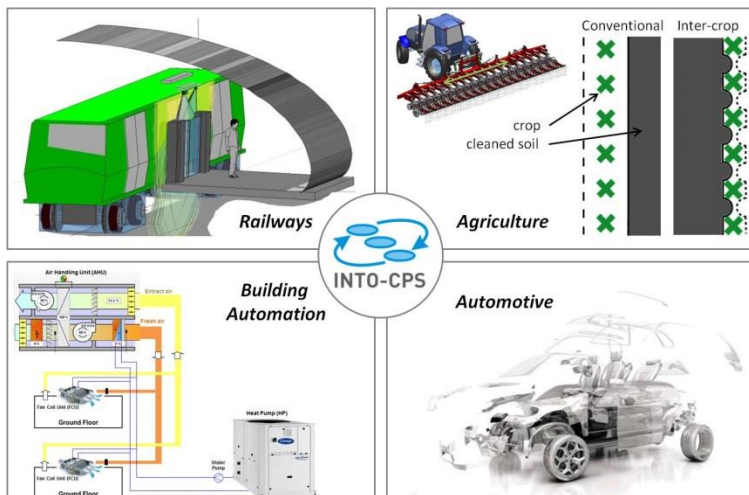 Railways
Conventional
Inter-crop
crop
cleaned soil
Agriculture
INTO-CPS
Building
Automation
Air Handling Unit (AHU)
Extract air
Fresh air
Fan Coil Unit (FCU)
Ground Floor
Fan Coil Unit (FCU)
Ground Floor
Water
Pump
Heat Pump (HP)
Automotive